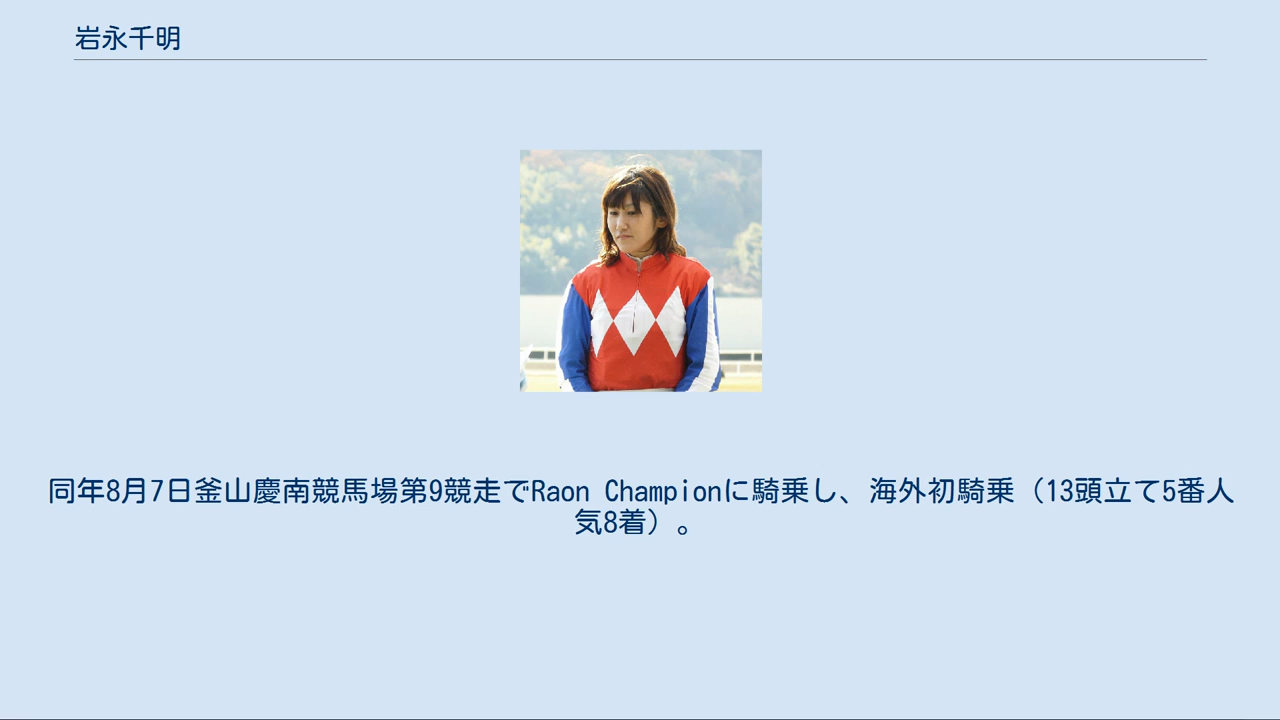 岩永千明
同年8月7日釜山慶南競馬場第9競走でRaon Championに騎乗し、海外初騎乗（13頭立て5番人
気8着）。